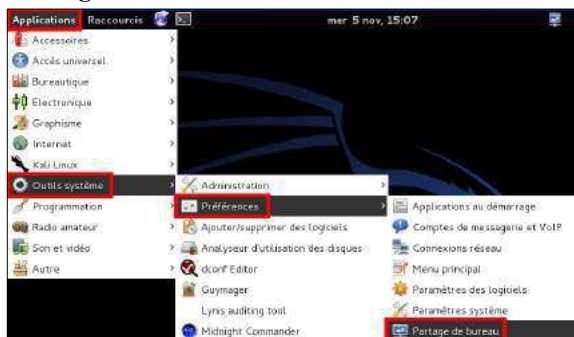 Applications Raccourcis mer 5 nov, 15:07
Accessoires
Accès universel
Bureautique
Electronique
Graphisme
Internet
Kali Linux
Outils système
Programmation
Radio amateur
Son et vidéo
Autre
Administration
Préférences
Ajouter/supprimer des logiciels
Analyseur d'utilisation des disques
dconf Editor
Guymager
Lynis auditing tool
Midnight Commander
Applications au démarrage
Comptes de messagerie et VoIP
Connexions réseau
Menu principal
Paramètres des logiciels
Paramètres système
Partage de bureau